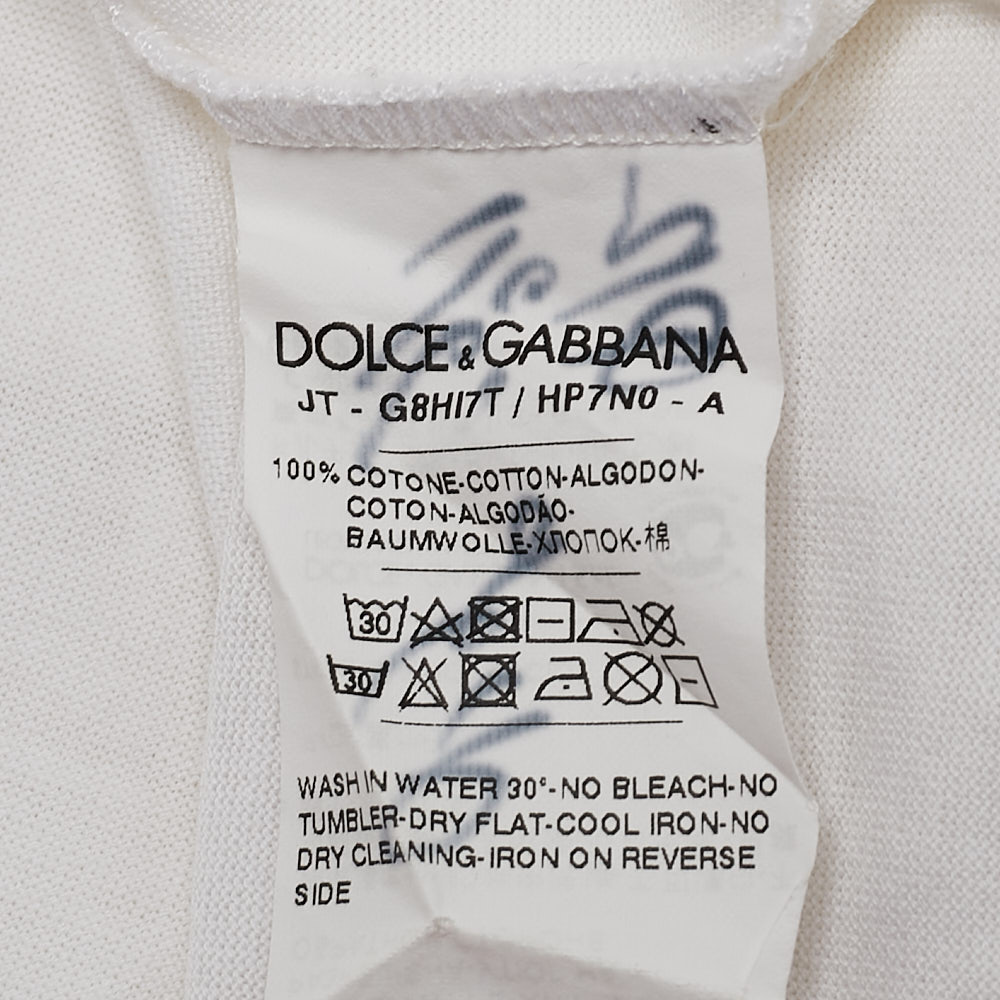 DOLCE & GABBANA
JT - G8HI7T / HP7N0 - A
100% COTONE-COTTON-ALGODON-
COTON-ALGODÃO-
BAUMWOLLE-ХЛОПОК-棉
30
30
WASH IN WATER 30°-NO BLEACH-NO
TUMBLER-DRY FLAT-COOL IRON-NO
DRY CLEANING-IRON ON REVERSE
SIDE